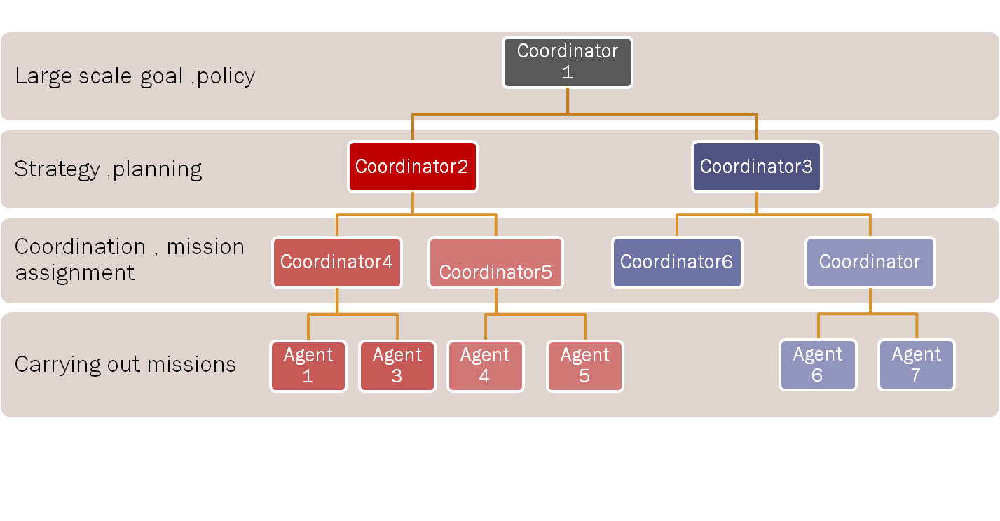 Large scale goal ,policy
Coordinator
1
Strategy ,planning
Coordinator2
Coordinator3
Coordination , mission
assignment
Coordinator4
Coordinator5
Coordinator6
Coordinator
Carrying out missions
Agent
1
Agent
3
Agent
4
Agent
5
Agent
6
Agent
7